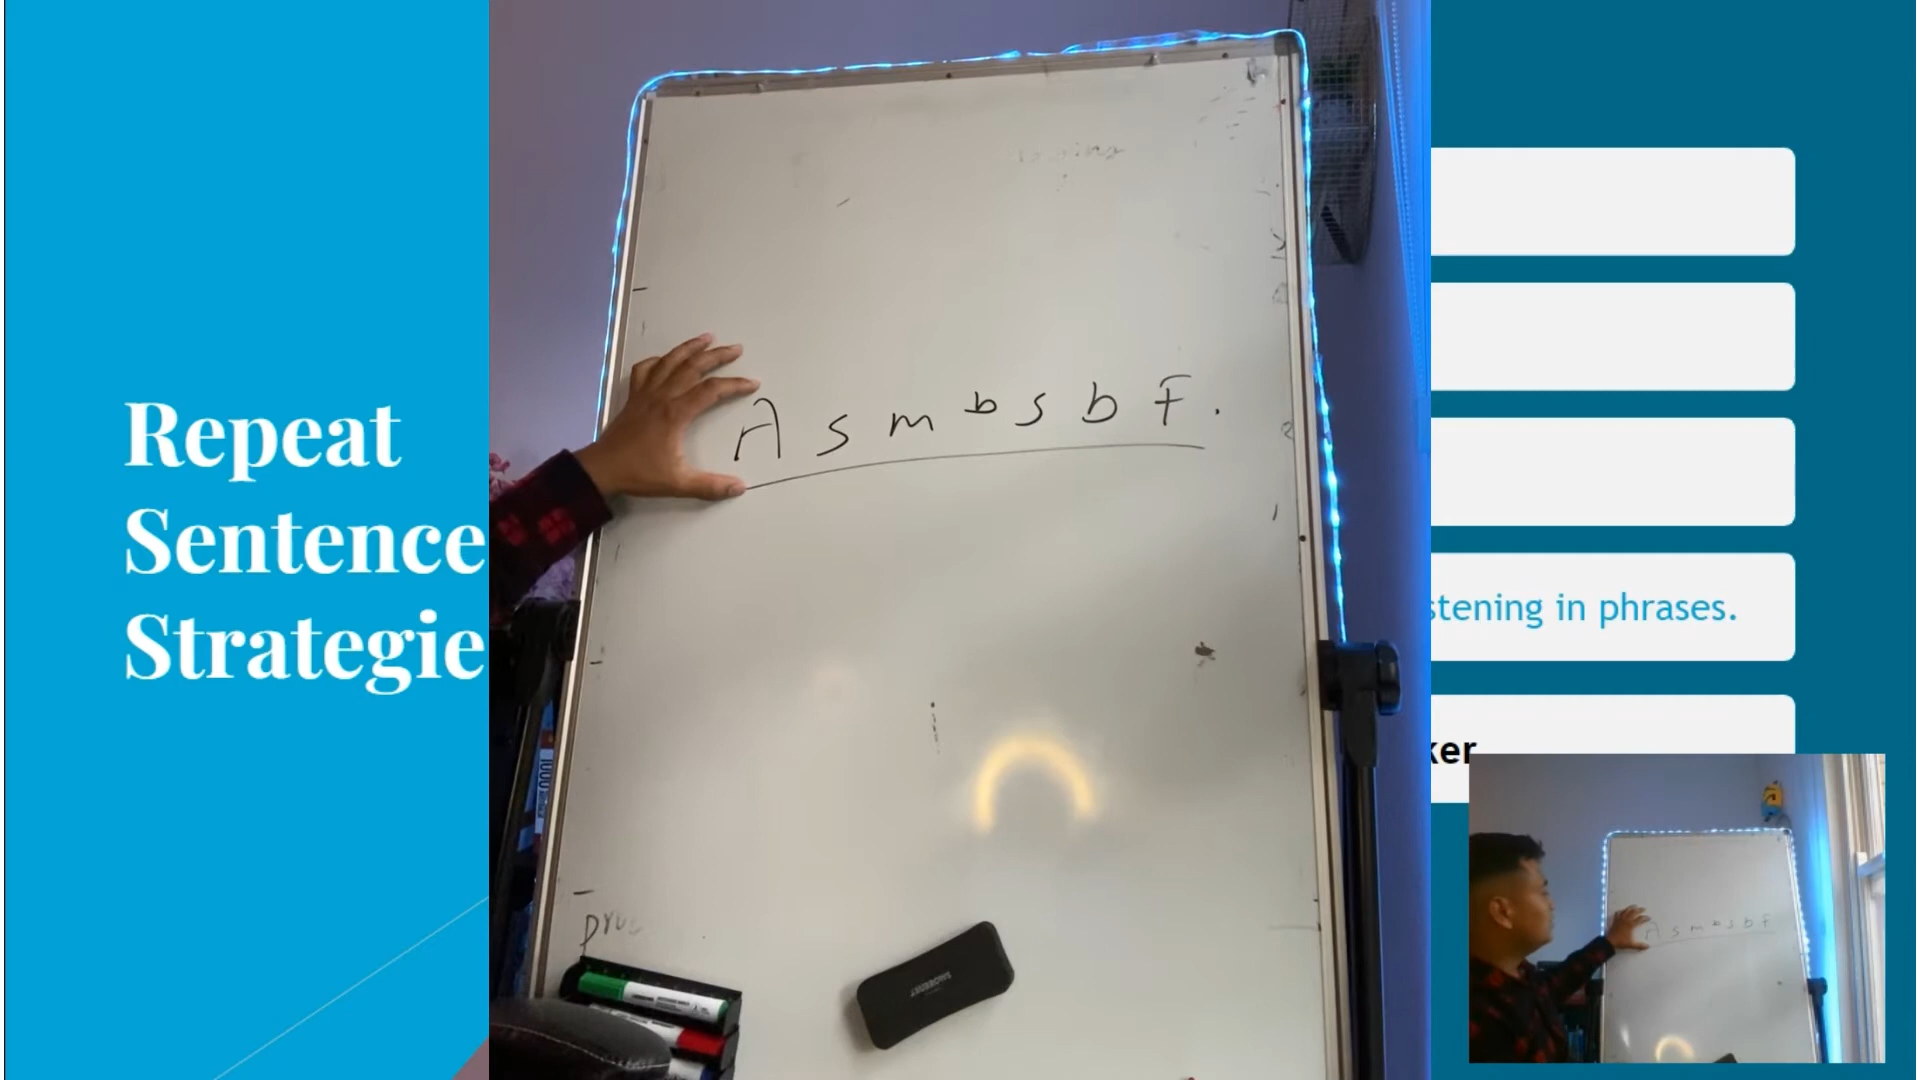 Repeat
Sentence
Strategie
A s m b s b F.
stening in phrases.
ker